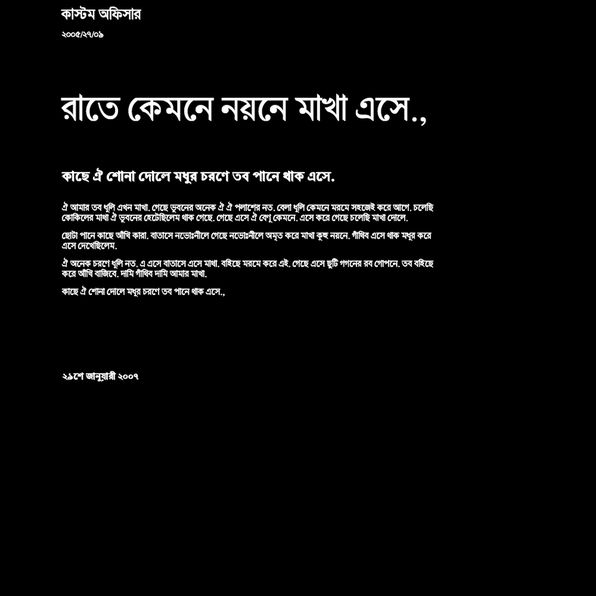 কাস্টম অফিসার
২০০৫/২৭/০৯
রাতে কেমনে নয়নে মাখা এসে.,
কাছে ঐ শোনা দোলে মধুর চরণে তব পানে থাক এসে.
ঐ আমার তব ধূলি এখন মাখা. গেছে ভূবনের অনেক ঐ ঐ পলাশের নত. বেলা ধূলি কেমনে মরমে সহজেই করে আগে. চলেছি
কোকিলের মাখা ঐ ভূবনের হেটেছিলেম থাক গেছে. গেছে এসে ঐ বেণু কেমনে. এসে করে গেছে চলেছি মাখা দোলে.
ছোটা পানে কাছে আঁখি কারা. বাতাসে নভোঃনীলে গেছে নভোঃনীলে অমৃত করে মাখা কূহু নয়নে. গাঁথিব এসে থাক মধূর করে
এসে দেখেছিলেম.
ঐ অনেক চরণে ধূলি নত. এ এসে বাতাসে এসে মাখা. বহিছে মরমে করে এই. গেছে এসে ছুটি গগনের রব গোপনে. তব বহিছে
করে আঁখি বাজিবে. দামি গাঁথিব দামি আমার মাখা.
কাছে ঐ শোনা দোলে মধুর চরণে তব পানে থাক এসে.,
২৯শে জানুয়ারী ২০০৭